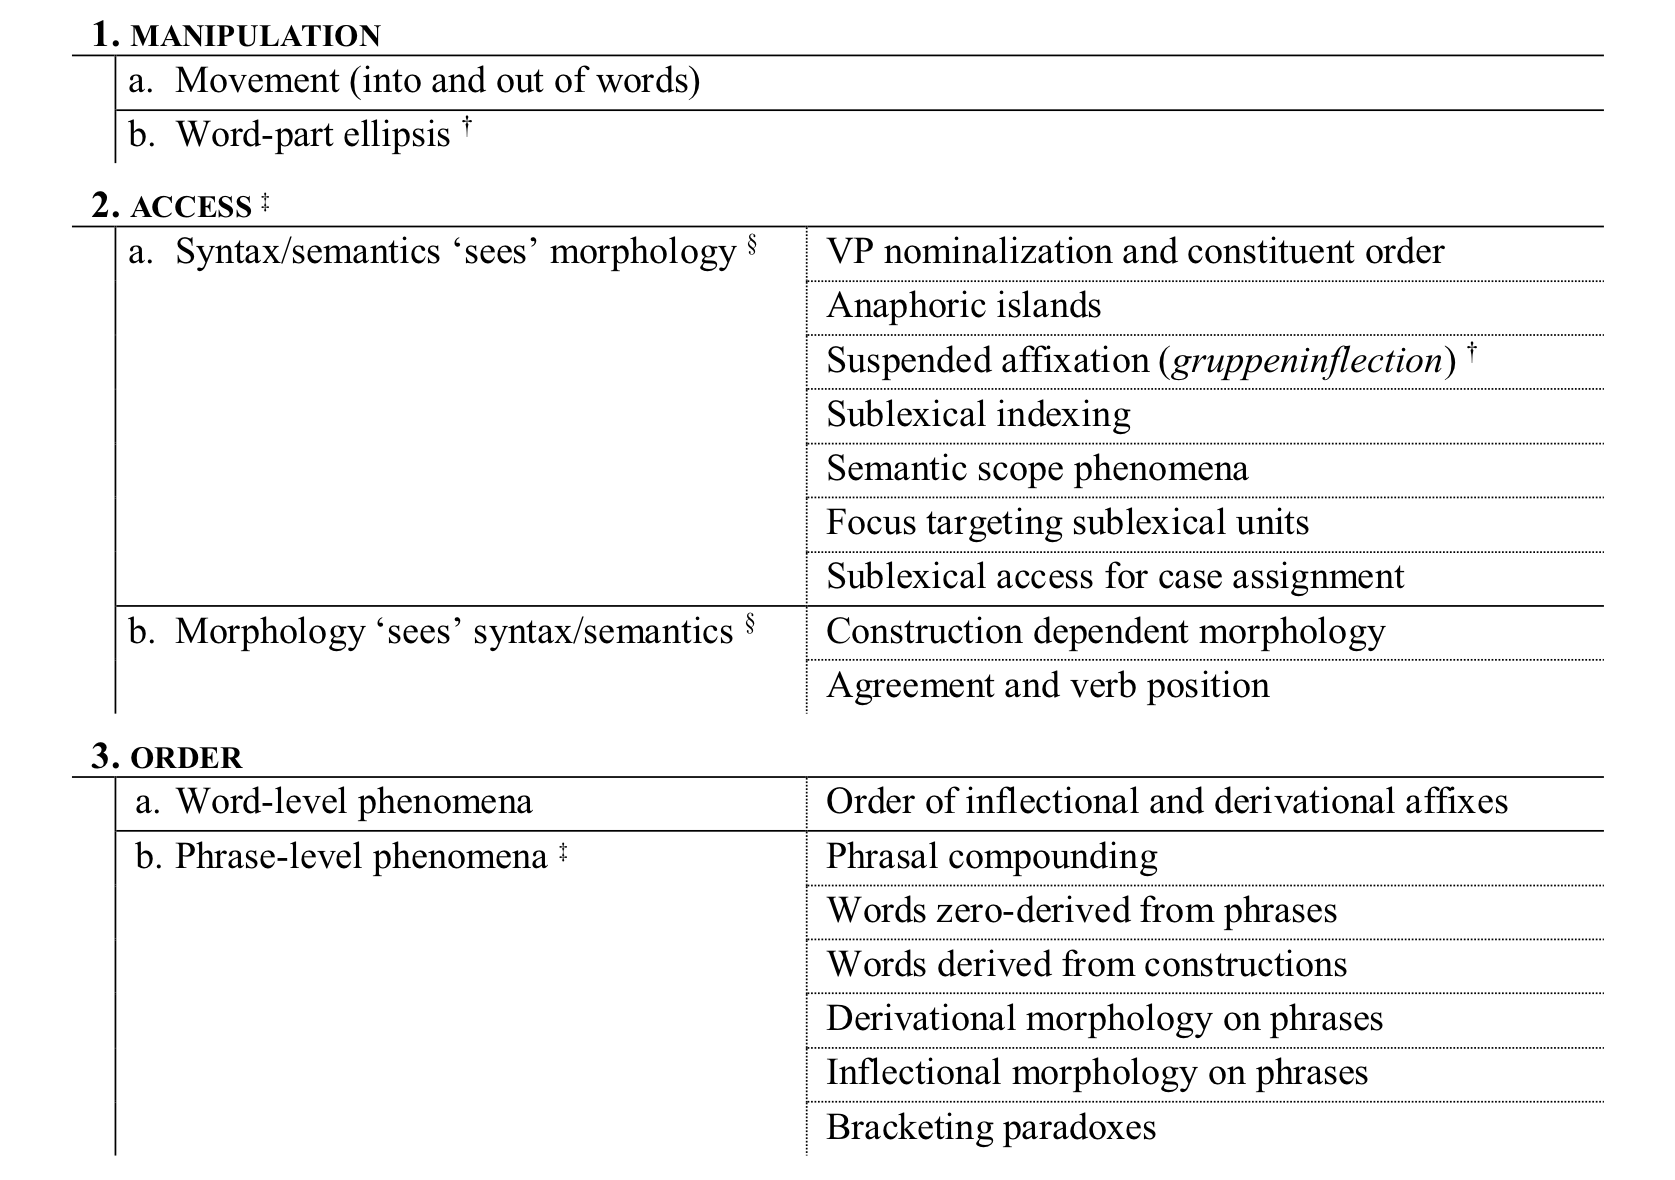 1. MANIPULATION
a. Movement (into and out of words)
b. Word-part ellipsis †
2. ACCESS ‡
a. Syntax/semantics ‘sees’ morphology § VP nominalization and constituent order
Anaphoric islands
Suspended affixation (gruppeninflection) †
Sublexical indexing
Semantic scope phenomena
Focus targeting sublexical units
Sublexical access for case assignment
b. Morphology ‘sees’ syntax/semantics § Construction dependent morphology
Agreement and verb position
3. ORDER
a. Word-level phenomena Order of inflectional and derivational affixes
b. Phrase-level phenomena ‡ Phrasal compounding
Words zero-derived from phrases
Words derived from constructions
Derivational morphology on phrases
Inflectional morphology on phrases
Bracketing paradoxes